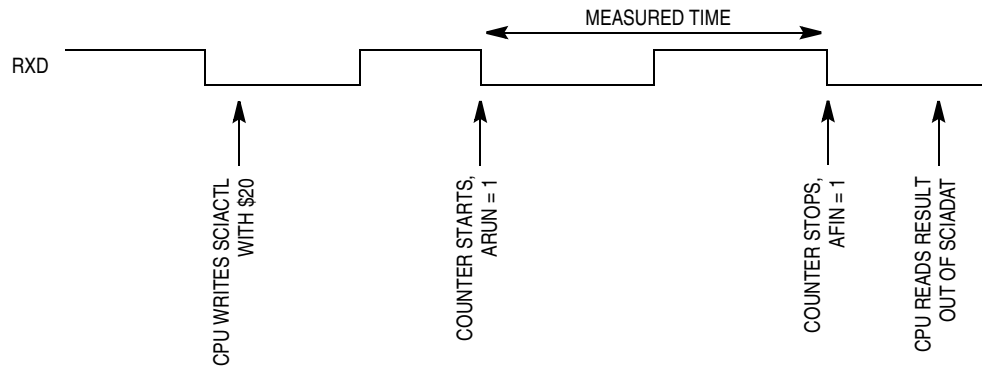 MEASURED TIME
RXD
CPU WRITES SCIACTL
WITH $20
COUNTER STARTS,
ARUN = 1
COUNTER STOPS,
AFIN = 1
CPU READS RESULT
OUT OF SCIADAT